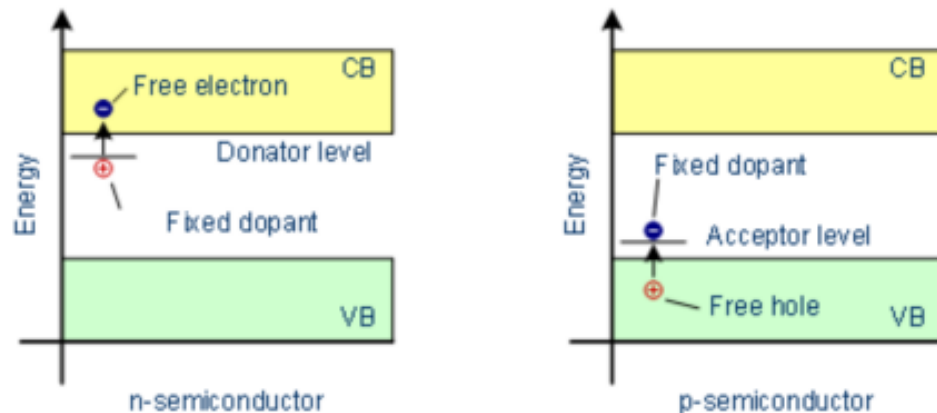 CB
Free electron
Donator level
Fixed dopant
Energy
VB
n-semiconductor
CB
Fixed dopant
Acceptor level
Energy
Free hole
VB
p-semiconductor